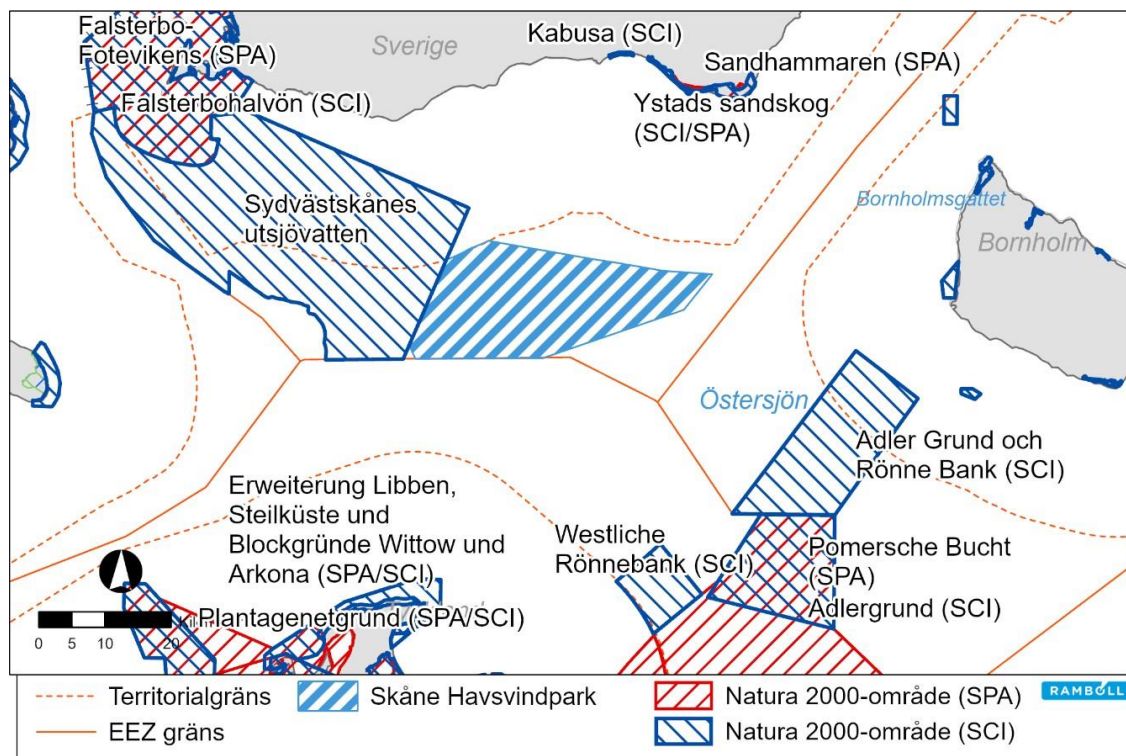 Falsterbo-
Fotevikens (SPA)
Sverige
Kabusa (SCI)
Sandhammaren (SPA)
Falsterbohalvön (SCI)
Ystads sandskog
(SCI/SPA)
Sydvästskånes
utsjövatten
Bornholmsgattet
Bornholm
Östersjön
Adler Grund och
Rönne Bank (SCI)
Erweiterung Libben,
Steilküste und
Blockgründe Wittow und
Arkona (SPA/SCI)
Westliche
Rönnebank (SCI)
Pomersche Bucht
(SPA)
Adlergrund (SCI)
Plantagenetgrund (SPA/SCI)
0 5 10 20
Territorialgräns
Skåne Havsvindpark
Natura 2000-område (SPA)
RAMBOLL
EEZ gräns
Natura 2000-område (SCI)